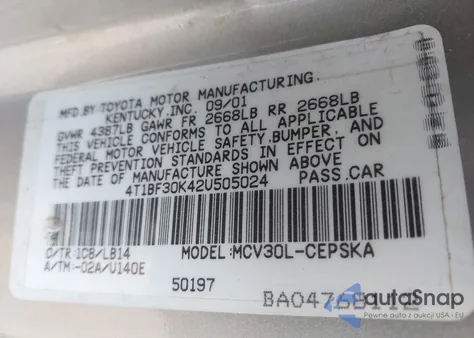 MFD.BY TOYOTA MOTOR MANUFACTURING.
KENTUCKY,INC. 09/01
GVWR 4387LB GAWR FR 2668LB RR 2668LB
THIS VEHICLE CONFORMS TO ALL APPLICABLE
FEDERAL MOTOR VEHICLE SAFETY,BUMPER, AND
THEFT PREVENTION STANDARDS IN EFFECT ON
THE DATE OF MANUFACTURE SHOWN ABOVE
4T1BF30K42U505024 PASS.CAR
C/TR:1C8/LB14 MODEL:MCV30L-CEPSKA
A/TM:-02A/U140E
50197
autaSnap
Pewne auta z aukcji USA - EU